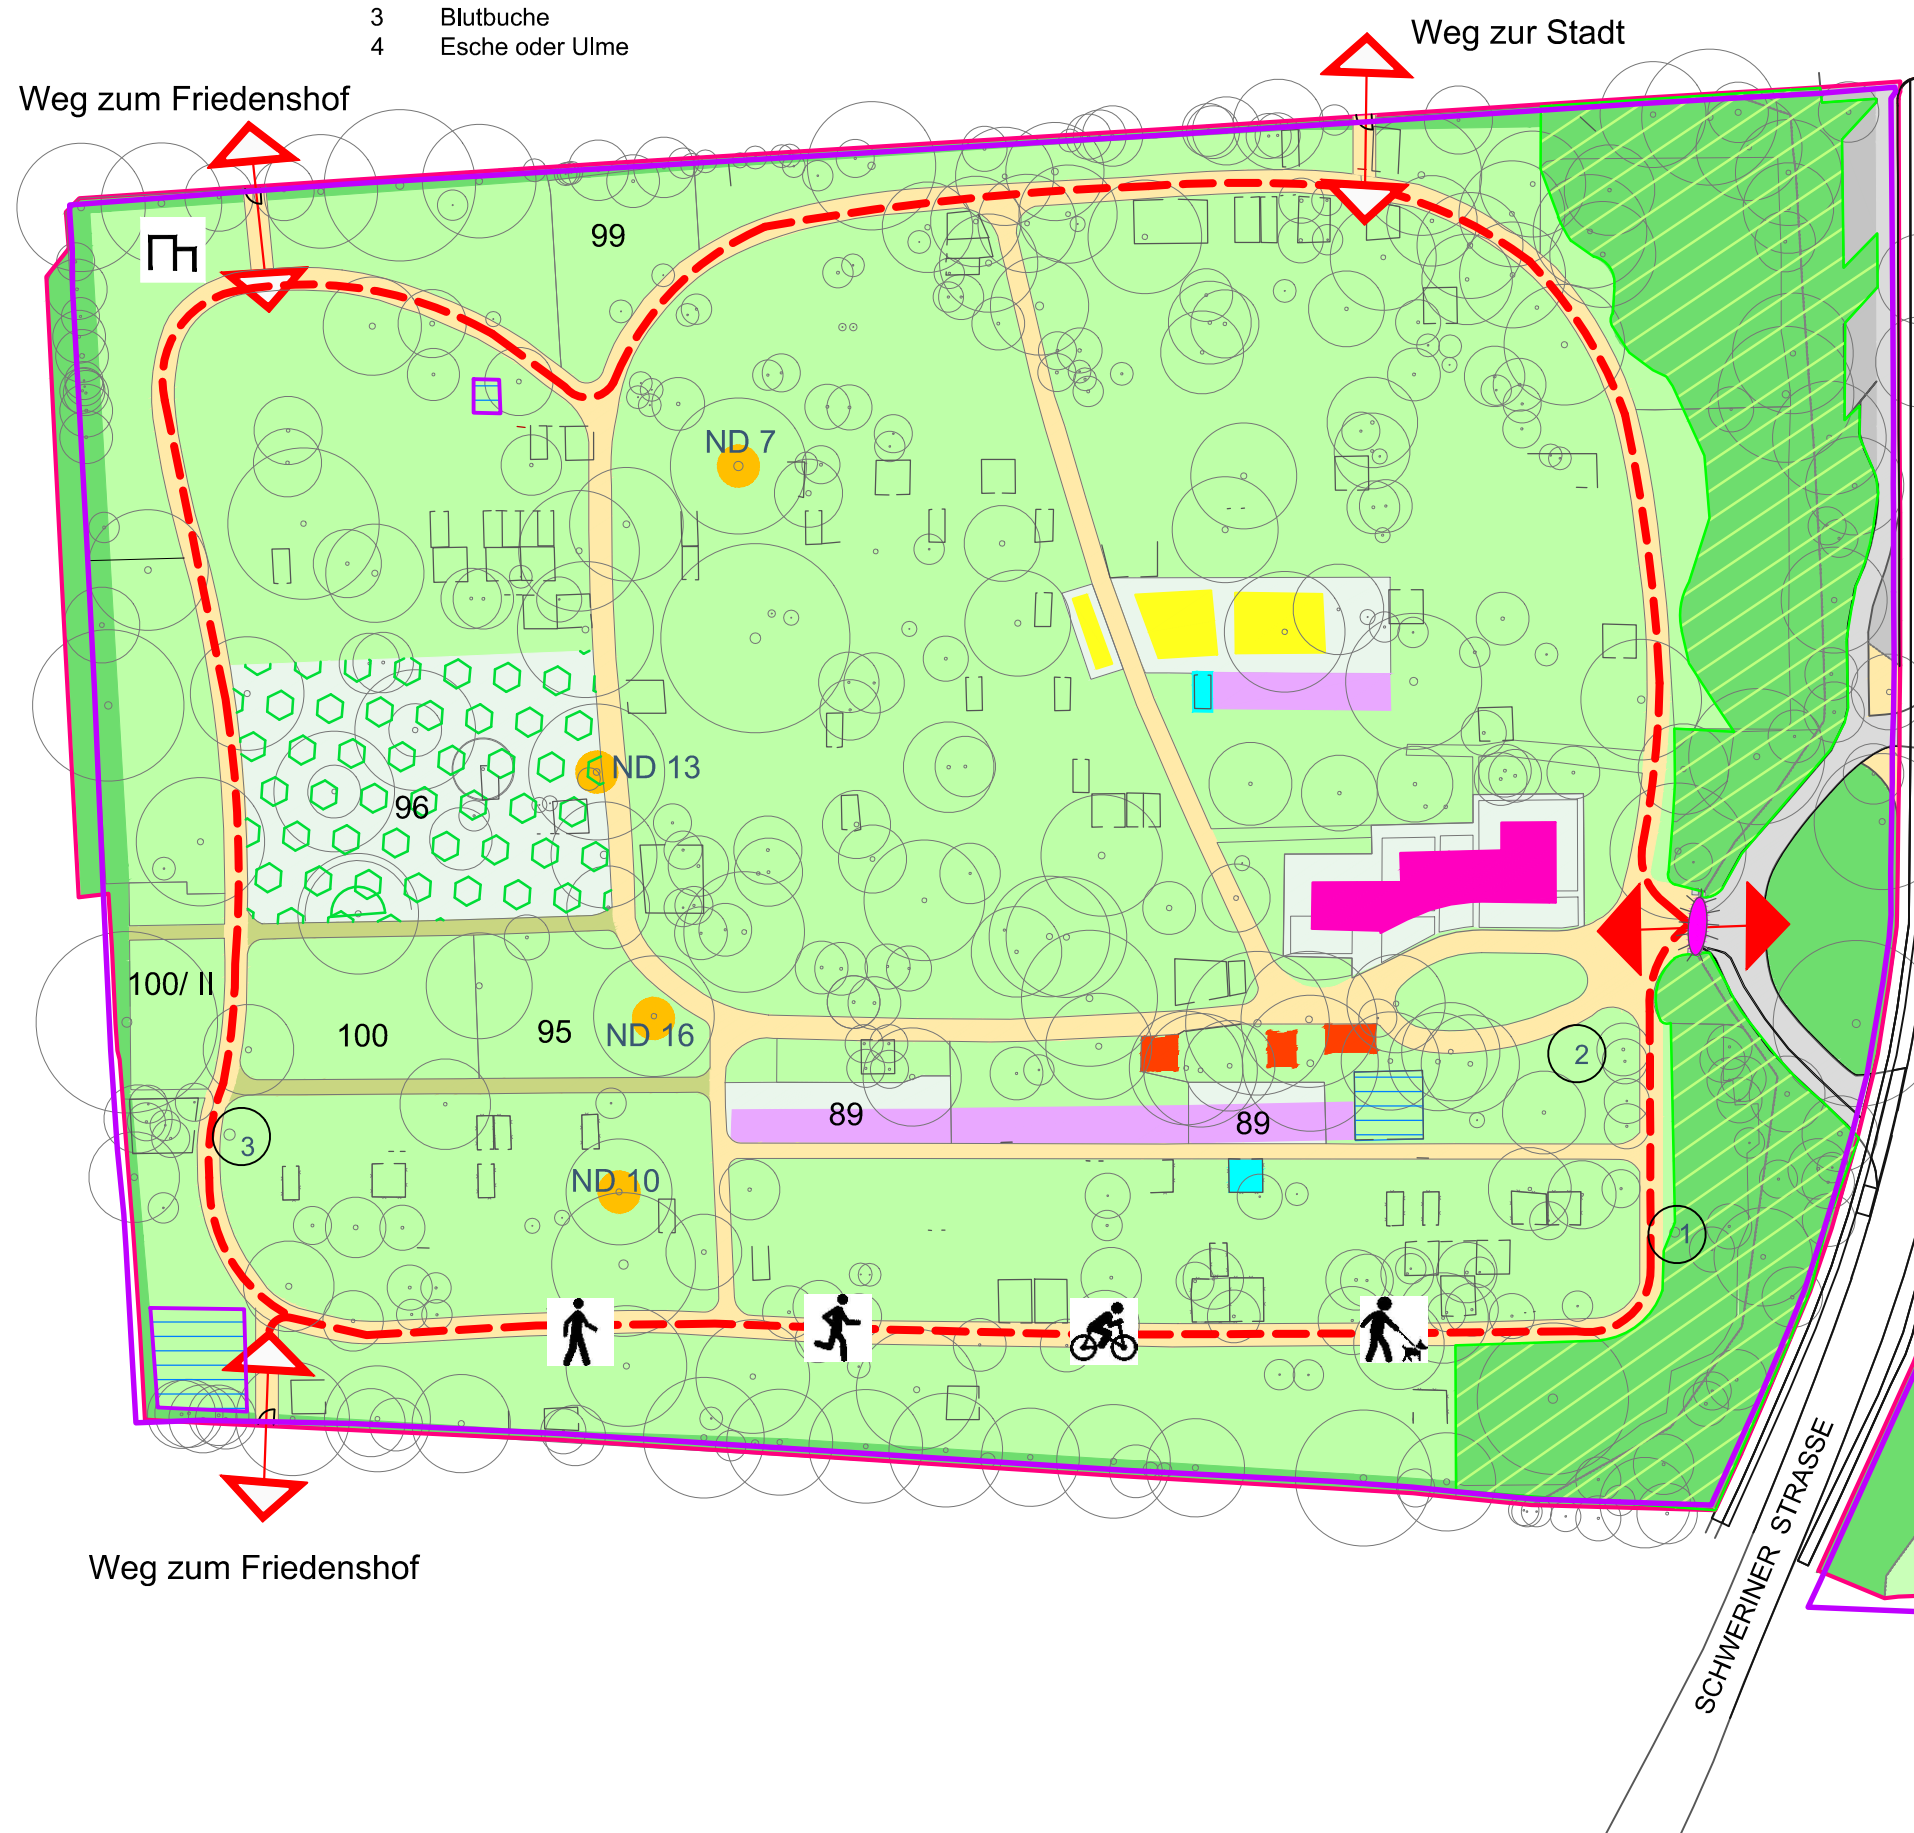 3 Blutbuche
4 Esche oder Ulme
Weg zur Stadt
Weg zum Friedenshof
99
ND 7
ND 13
96
100/ II
100
95
ND 16
2
89
89
3
ND 10
1
SCHWERINER STRASSE
Weg zum Friedenshof